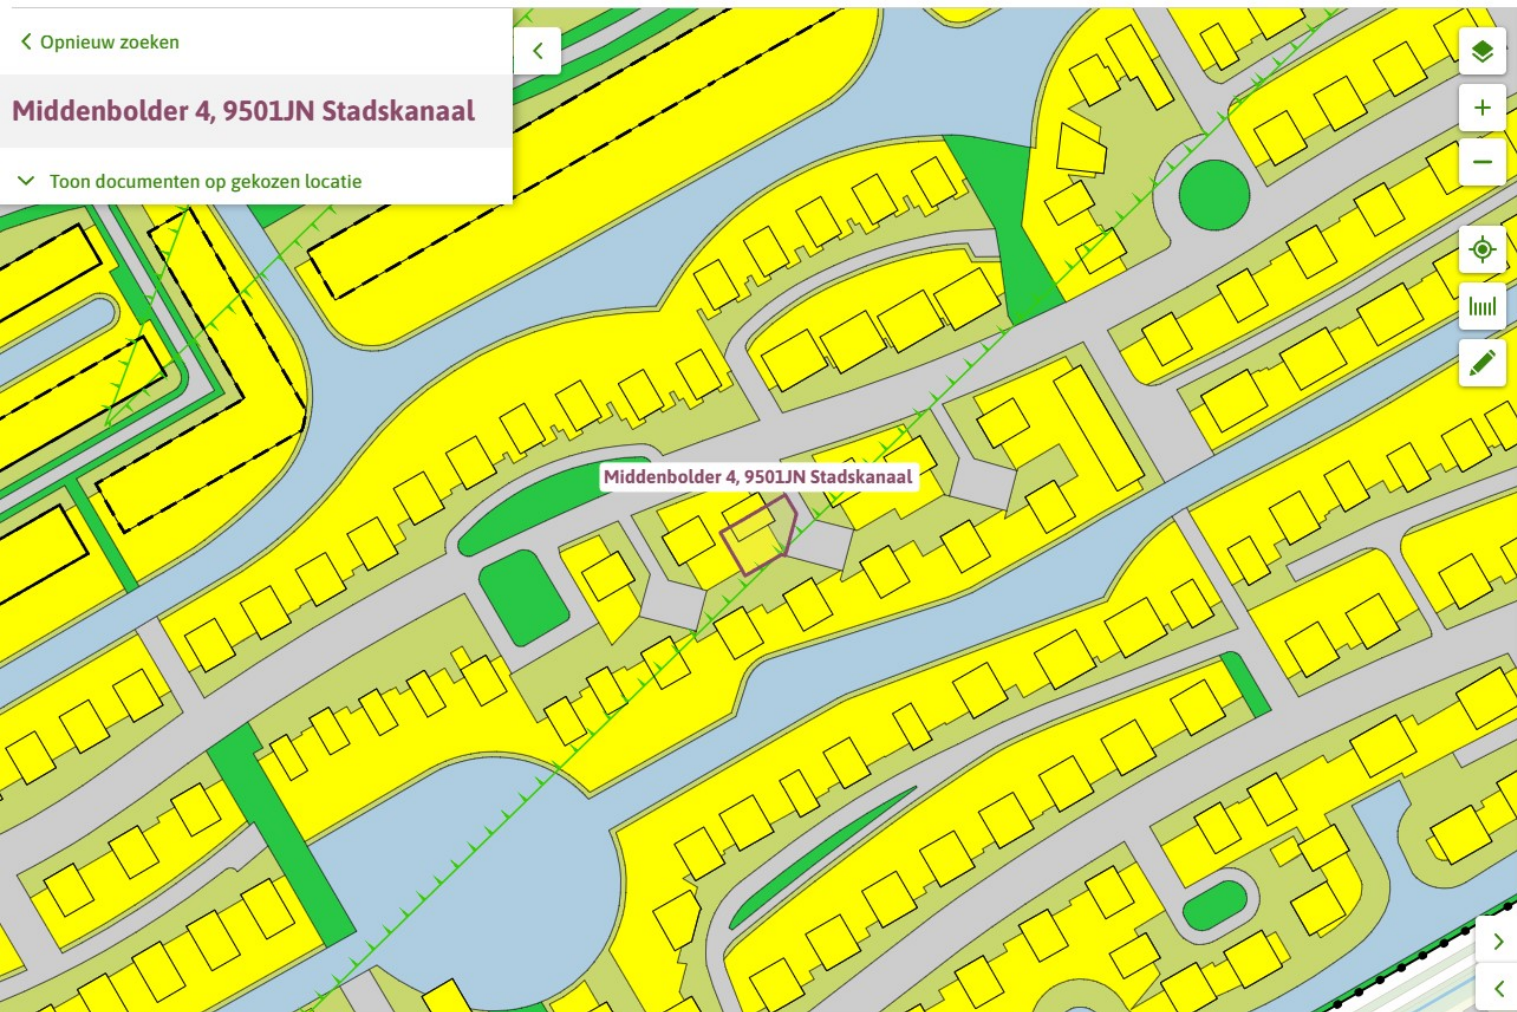 Opnieuw zoeken
Middenbolder 4, 9501JN Stadskanaal
Toon documenten op gekozen locatie
Middenbolder 4, 9501JN Stadskanaal